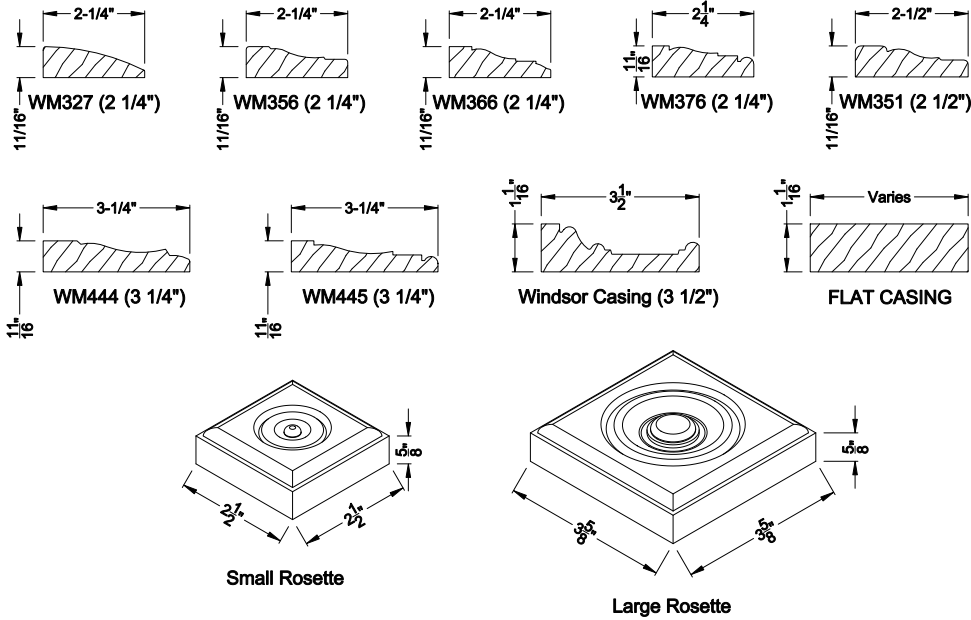 2-1/4"
2-1/4"
2-1/4"
2 1/4"
2-1/2"
11/16"
11/16"
11/16"
11/16
11/16"
WM327 (2 1/4")
WM356 (2 1/4")
WM366 (2 1/4")
WM376 (2 1/4")
WM351 (2 1/2")
3-1/4"
3-1/4"
3 1/2"
Varies
11/16
11/16
1 1/16"
1 1/16"
WM444 (3 1/4")
WM445 (3 1/4")
Windsor Casing (3 1/2")
FLAT CASING
5/8"
2 1/2"
2 1/2"
Small Rosette
5/8"
3 5/8"
3 5/8"
Large Rosette